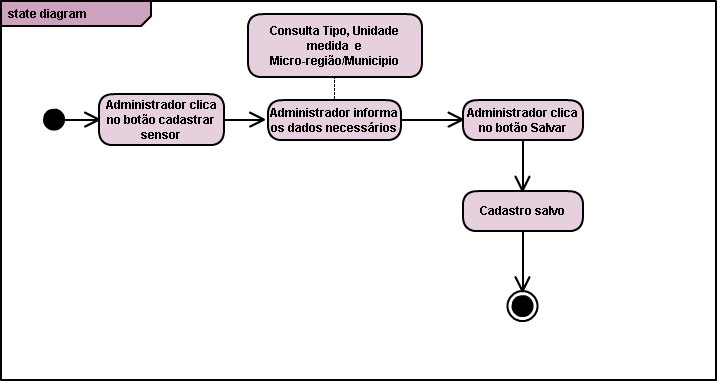 state diagram
Consulta Tipo, Unidade
medida e
Micro-região/Municipio
Administrador clica
no botão cadastrar
sensor
Administrador informa
os dados necessários
Administrador clica
no botão Salvar
Cadastro salvo